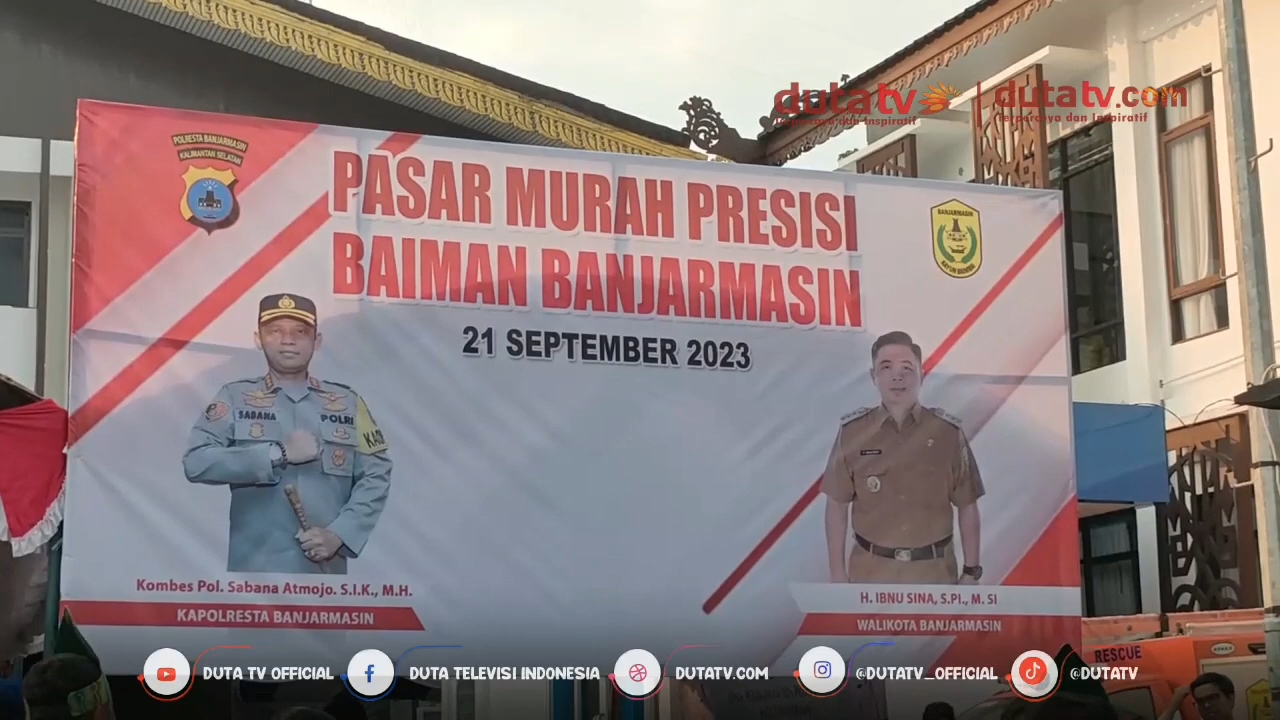 dutatv
Terpercaya dan Inspiratif
dutatv.com
Terpercaya dan Inspiratif
POLRESTA BANJARMASIN
KALIMANTAN SELATAN
PASAR MURAH PRESISI
BAIMAN BANJARMASIN
21 SEPTEMBER 2023
BANJARMASIN
KAYUH BAIMBAI
SABANA
POLRI
Kombes Pol. Sabana Atmojo. S.I.K., M.H.
KAPOLRESTA BANJARMASIN
H. IBNU SINA, S.PI., M. SI
WALIKOTA BANJARMASIN
RESCUE
DUTA TV OFFICIAL
DUTA TELEVISI INDONESIA
DUTATV.COM
@DUTATV_OFFICIAL
@DUTATV